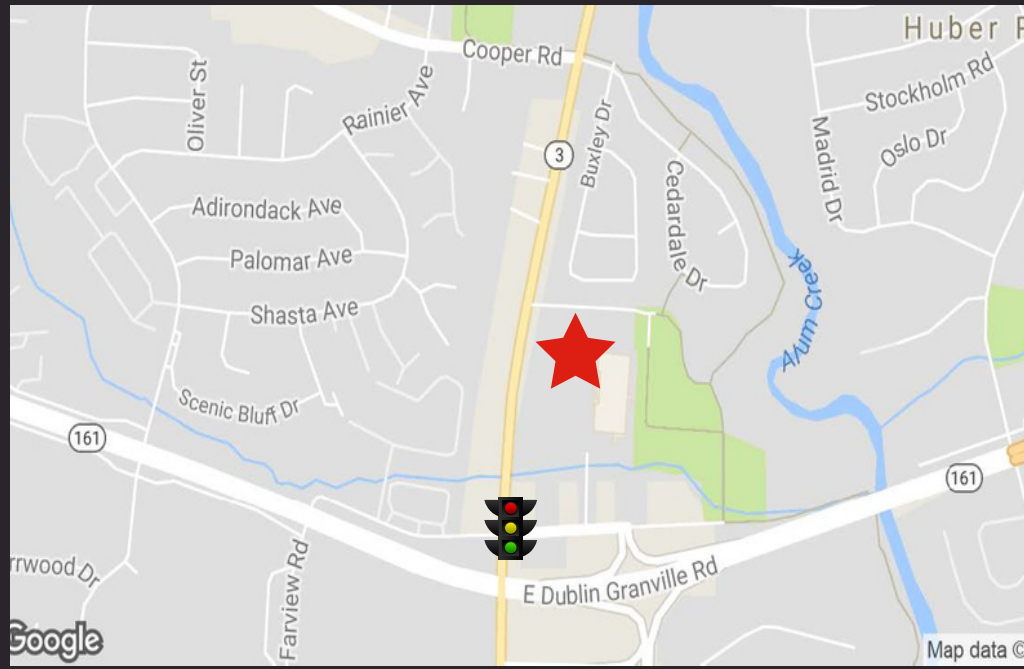 Huber
Cooper Rd
Oliver St
Rainier Ave
Stockholm Rd
Oslo Dr
Madrid Dr
3
Buxley Dr
Cedardale Dr
Adirondack Ave
Palomar Ave
Shasta Ave
Alum Creek
Scenic Bluff Dr
161
161
E Dublin Granville Rd
rrwood Dr
Farview Rd
Google
Map data ©